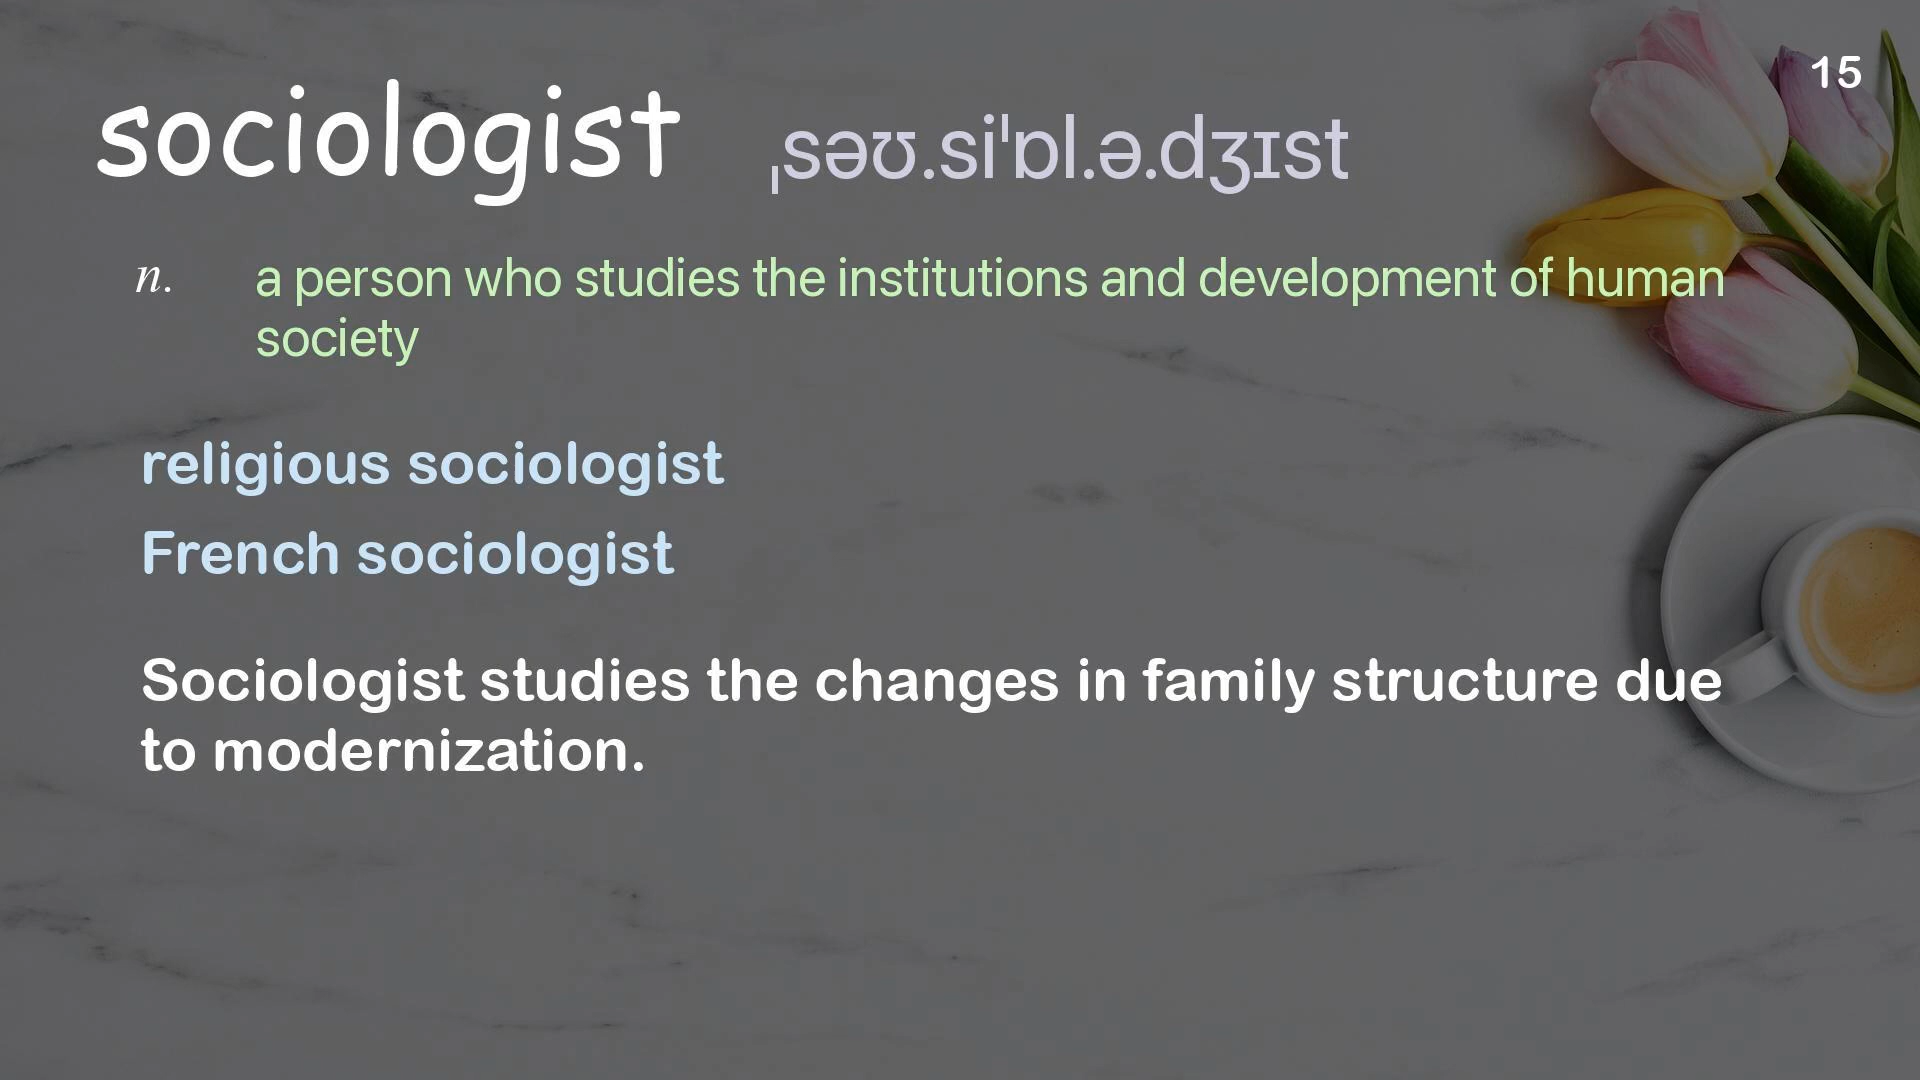 15
sociologist ˌsəʊ.siˈɒl.ə.dʒɪst
n. a person who studies the institutions and development of human
society
religious sociologist
French sociologist
Sociologist studies the changes in family structure due
to modernization.